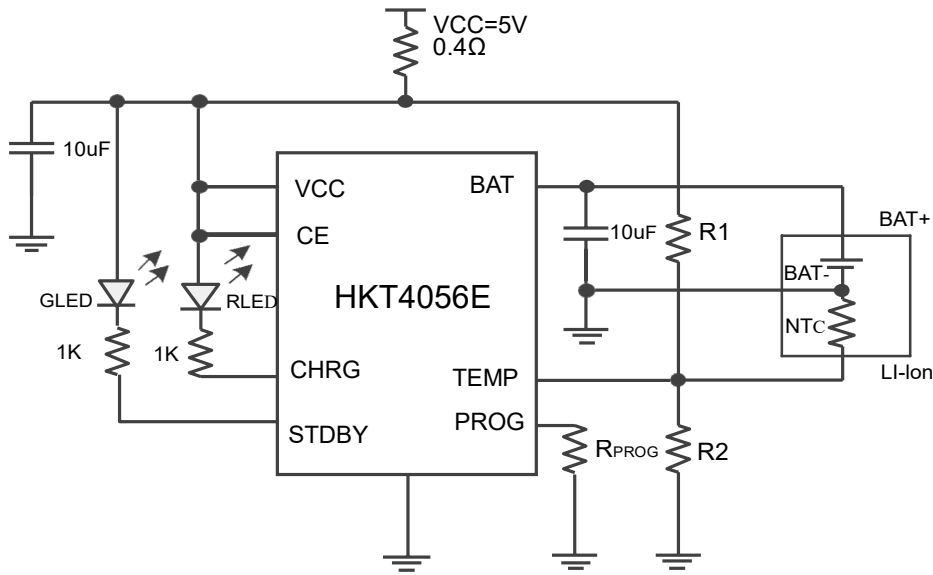 VCC=5V
0.4Ω
10uF
VCC
BAT
CE
10uF
R1
BAT+
BAT-
GLED
RLED
HKT4056E
NTC
1K
1K
CHRG
TEMP
LI-lon
STDBY
PROG
RPROG
R2